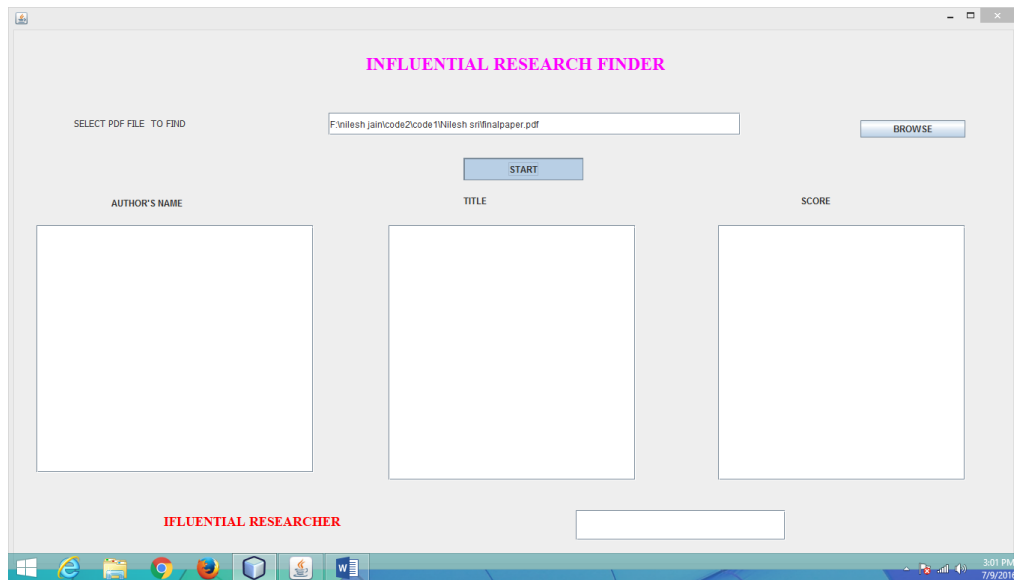 INFLUENTIAL RESEARCH FINDER
SELECT PDF FILE TO FIND
F:\nilesh jain\code2\code1\Nilesh sri\finalpaper.pdf
BROWSE
START
AUTHOR'S NAME
TITLE
SCORE
IFLUENTIAL RESEARCHER
3:01 PM
7/9/2016